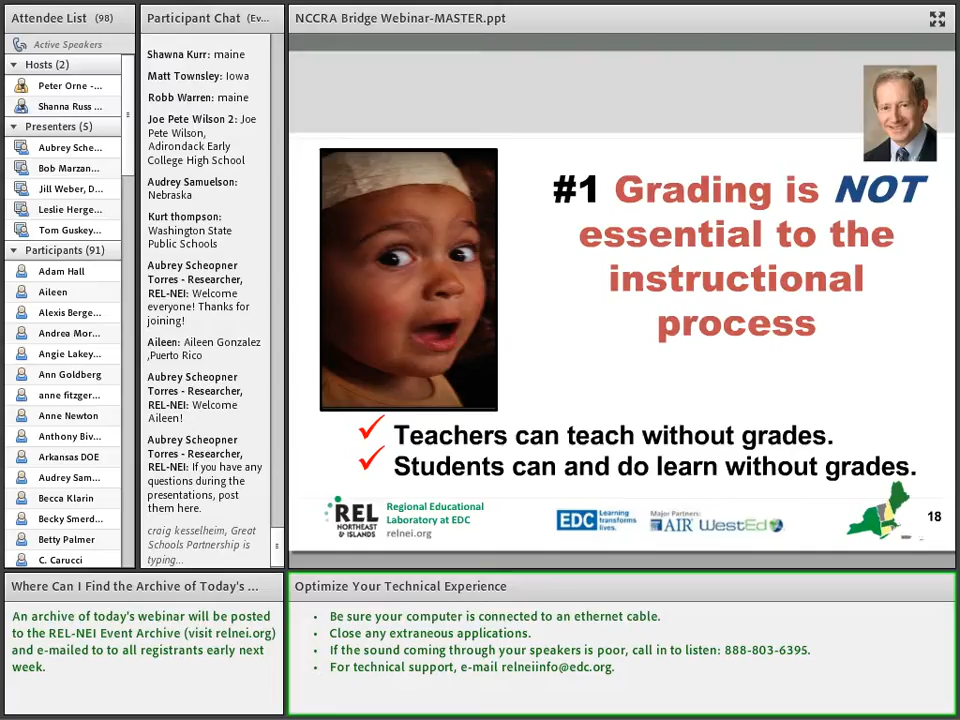 Attendee List (98)
Active Speakers
Hosts (2)
Peter Orne -...
Shanna Russ ...
Presenters (5)
Aubrey Sche...
Bob Marzan...
Jill Weber, D...
Leslie Herge...
Tom Guskey...
Participants (91)
Adam Hall
Aileen
Alexis Berge...
Andrea Mor...
Angie Lakey...
Ann Goldberg
anne fitzger...
Anne Newton
Anthony Biv...
Arkansas DOE
Audrey Sam...
Becca Klarin
Becky Smerd...
Betty Palmer
C. Carucci
Participant Chat (Ev...
Shawna Kurr: maine
Matt Townsley: Iowa
Robb Warren: maine
Joe Pete Wilson 2: Joe
Pete Wilson,
Adirondack Early
College High School
Audrey Samuelson:
Nebraska
Kurt thompson:
Washington State
Public Schools
Aubrey Scheopner
Torres - Researcher,
REL-NEI: Welcome
everyone! Thanks for
joining!
Aileen: Aileen Gonzalez
,Puerto Rico
Aubrey Scheopner
Torres - Researcher,
REL-NEI: Welcome
Aileen!
Aubrey Scheopner
Torres - Researcher,
REL-NEI: If you have any
questions during the
presentations, post
them here.
craig kesselheim, Great
Schools Partnership is
typing...
NCCRA Bridge Webinar-MASTER.ppt
#1 Grading is NOT
essential to the
instructional
process
✓ Teachers can teach without grades.
✓ Students can and do learn without grades.
REL
NORTHEAST
& ISLANDS
Regional Educational
Laboratory at EDC
relnei.org
EDC Learning
transforms
lives.
Major Partners:
AIR WestEd
18
Where Can I Find the Archive of Today's ...
An archive of today's webinar will be posted
to the REL-NEI Event Archive (visit relnei.org)
and e-mailed to to all registrants early next
week.
Optimize Your Technical Experience
• Be sure your computer is connected to an ethernet cable.
• Close any extraneous applications.
• If the sound coming through your speakers is poor, call in to listen: 888-803-6395.
• For technical support, e-mail relneiinfo@edc.org.